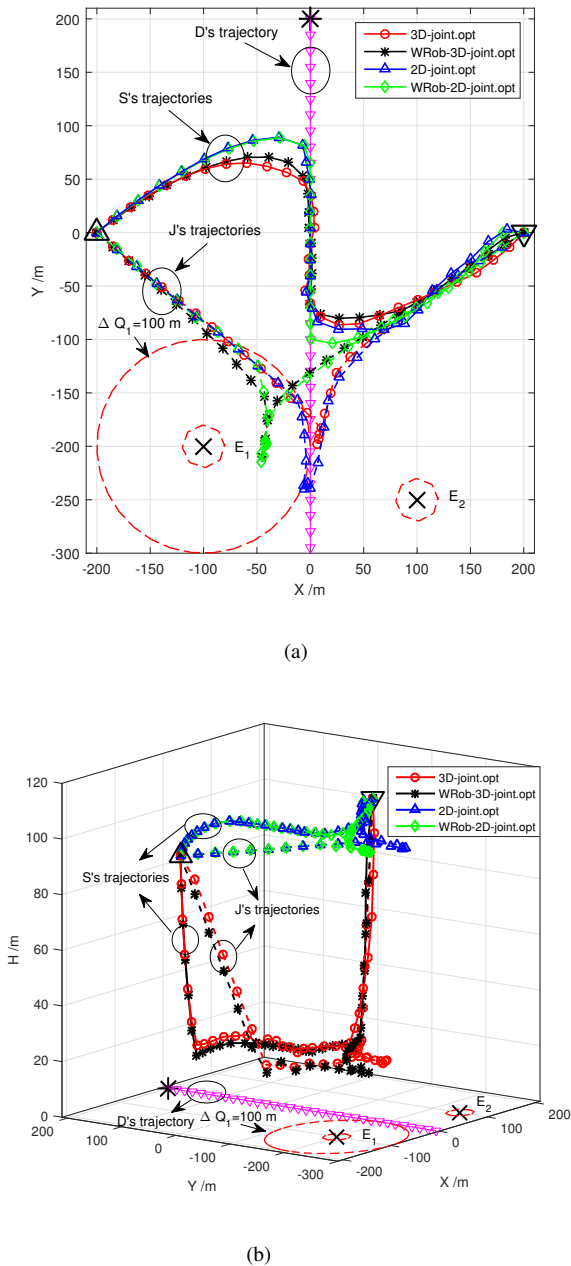 200
150
100
50
0
-50
-100
-150
-200
-250
-300
Y /m
-200
-150
-100
-50
0
50
100
150
200
X /m
D's trajectory
S's trajectories
J's trajectories
Δ Q1=100 m
E1
E2
3D-joint.opt
WRob-3D-joint.opt
2D-joint.opt
WRob-2D-joint.opt
(a)
120
100
80
60
40
20
0
H /m
200
100
0
-100
-200
-300
Y /m
-200
-100
0
100
200
X /m
3D-joint.opt
WRob-3D-joint.opt
2D-joint.opt
WRob-2D-joint.opt
S's trajectories
J's trajectories
D's trajectory
Δ Q1=100 m
E1
E2
(b)